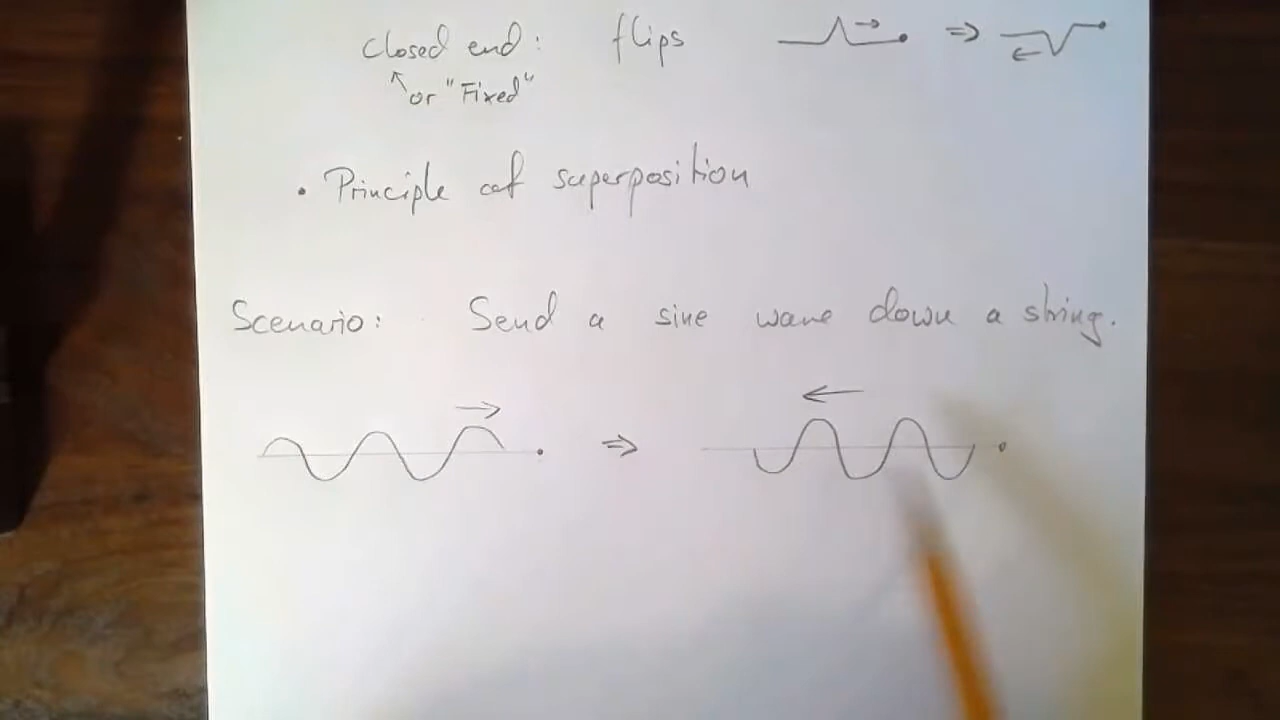 closed end: flips ⇒
or "Fixed"
• Principle of superposition
Scenario: Send a sine wave down a string.
⇒